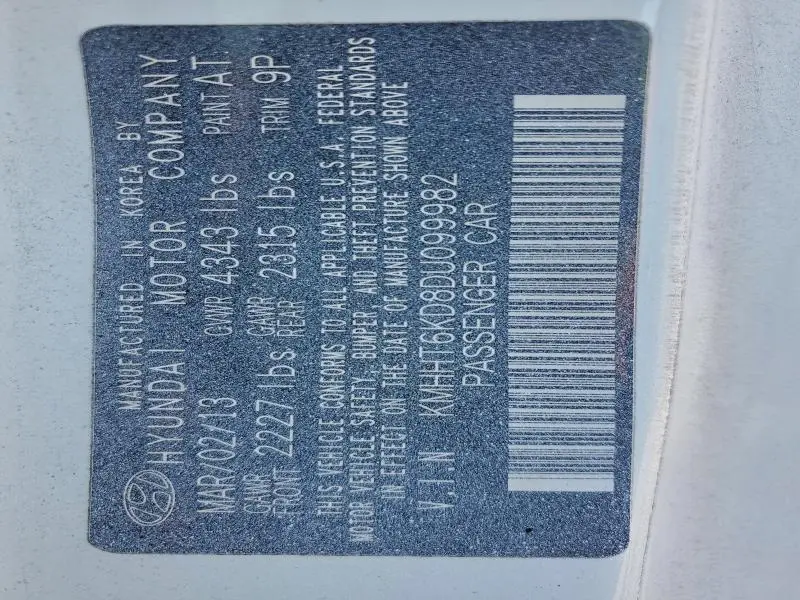 MANUFACTURED IN KOREA BY
HYUNDAI MOTOR COMPANY
MAR/02/13 GVWR 4343 lbs PAINT AT
GAWR FRONT 2227 lbs GAWR REAR 2315 lbs TRIM 9P
THIS VEHICLE CONFORMS TO ALL APPLICABLE U.S.A. FEDERAL
MOTOR VEHICLE SAFETY, BUMPER AND THEFT PREVENTION STANDARDS
IN EFFECT ON THE DATE OF MANUFACTURE SHOWN ABOVE
V.I.N KMHHT6KD8DU099982
PASSENGER CAR